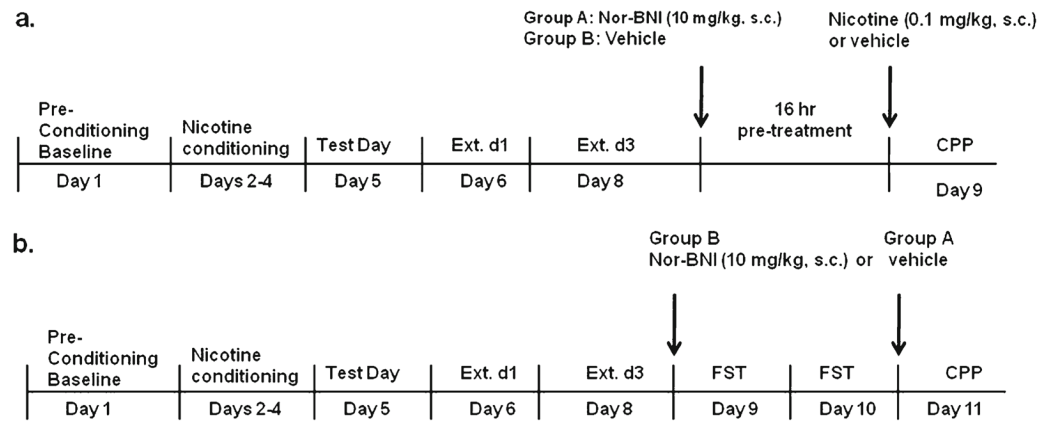 a.
Group A: Nor-BNI (10 mg/kg, s.c.)
Group B: Vehicle
Nicotine (0.1 mg/kg, s.c.)
or vehicle
Pre-
Conditioning
Baseline
Nicotine
conditioning
Test Day
Ext. d1
Ext. d3
16 hr
pre-treatment
CPP
Day 1
Days 2-4
Day 5
Day 6
Day 8
Day 9
b.
Group B
Nor-BNI (10 mg/kg, s.c.) or
Group A
vehicle
Pre-
Conditioning
Baseline
Nicotine
conditioning
Test Day
Ext. d1
Ext. d3
FST
FST
CPP
Day 1
Days 2-4
Day 5
Day 6
Day 8
Day 9
Day 10
Day 11